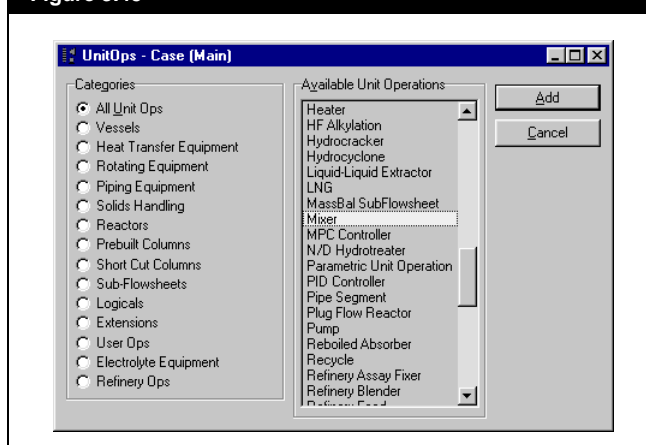 UnitOps - Case (Main)
Categories
All Unit Ops
Vessels
Heat Transfer Equipment
Rotating Equipment
Piping Equipment
Solids Handling
Reactors
Prebuilt Columns
Short Cut Columns
Sub-Flowsheets
Logicals
Extensions
User Ops
Electrolyte Equipment
Refinery Ops
Available Unit Operations
Heater
HF Alkylation
Hydrocracker
Hydrocyclone
Liquid-Liquid Extractor
LNG
MassBal SubFlowsheet
Mixer
MPC Controller
N/D Hydrotreater
Parametric Unit Operation
PID Controller
Pipe Segment
Plug Flow Reactor
Pump
Reboiled Absorber
Recycle
Refinery Assay Fixer
Refinery Blender
Add
Cancel